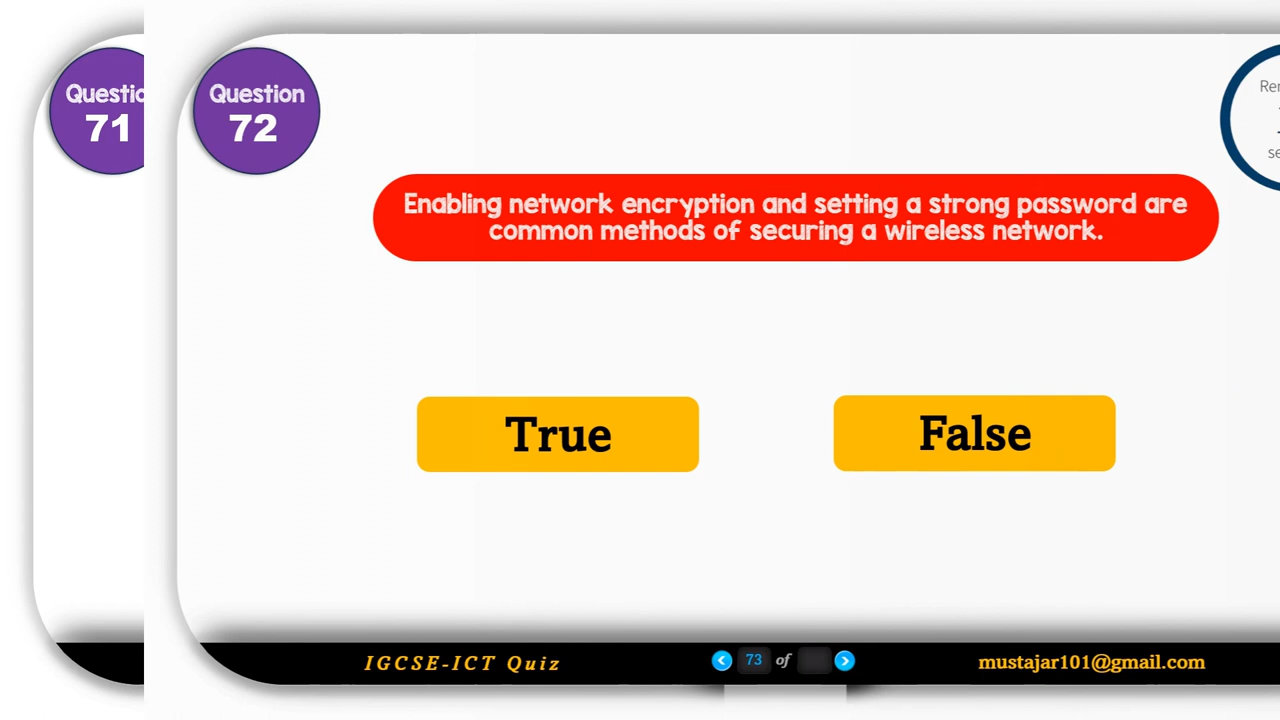 Questio
71
Question
72
Enabling network encryption and setting a strong password are
common methods of securing a wireless network.
True
False
IGCSE-ICT Quiz
73 of
mustajar101@gmail.com